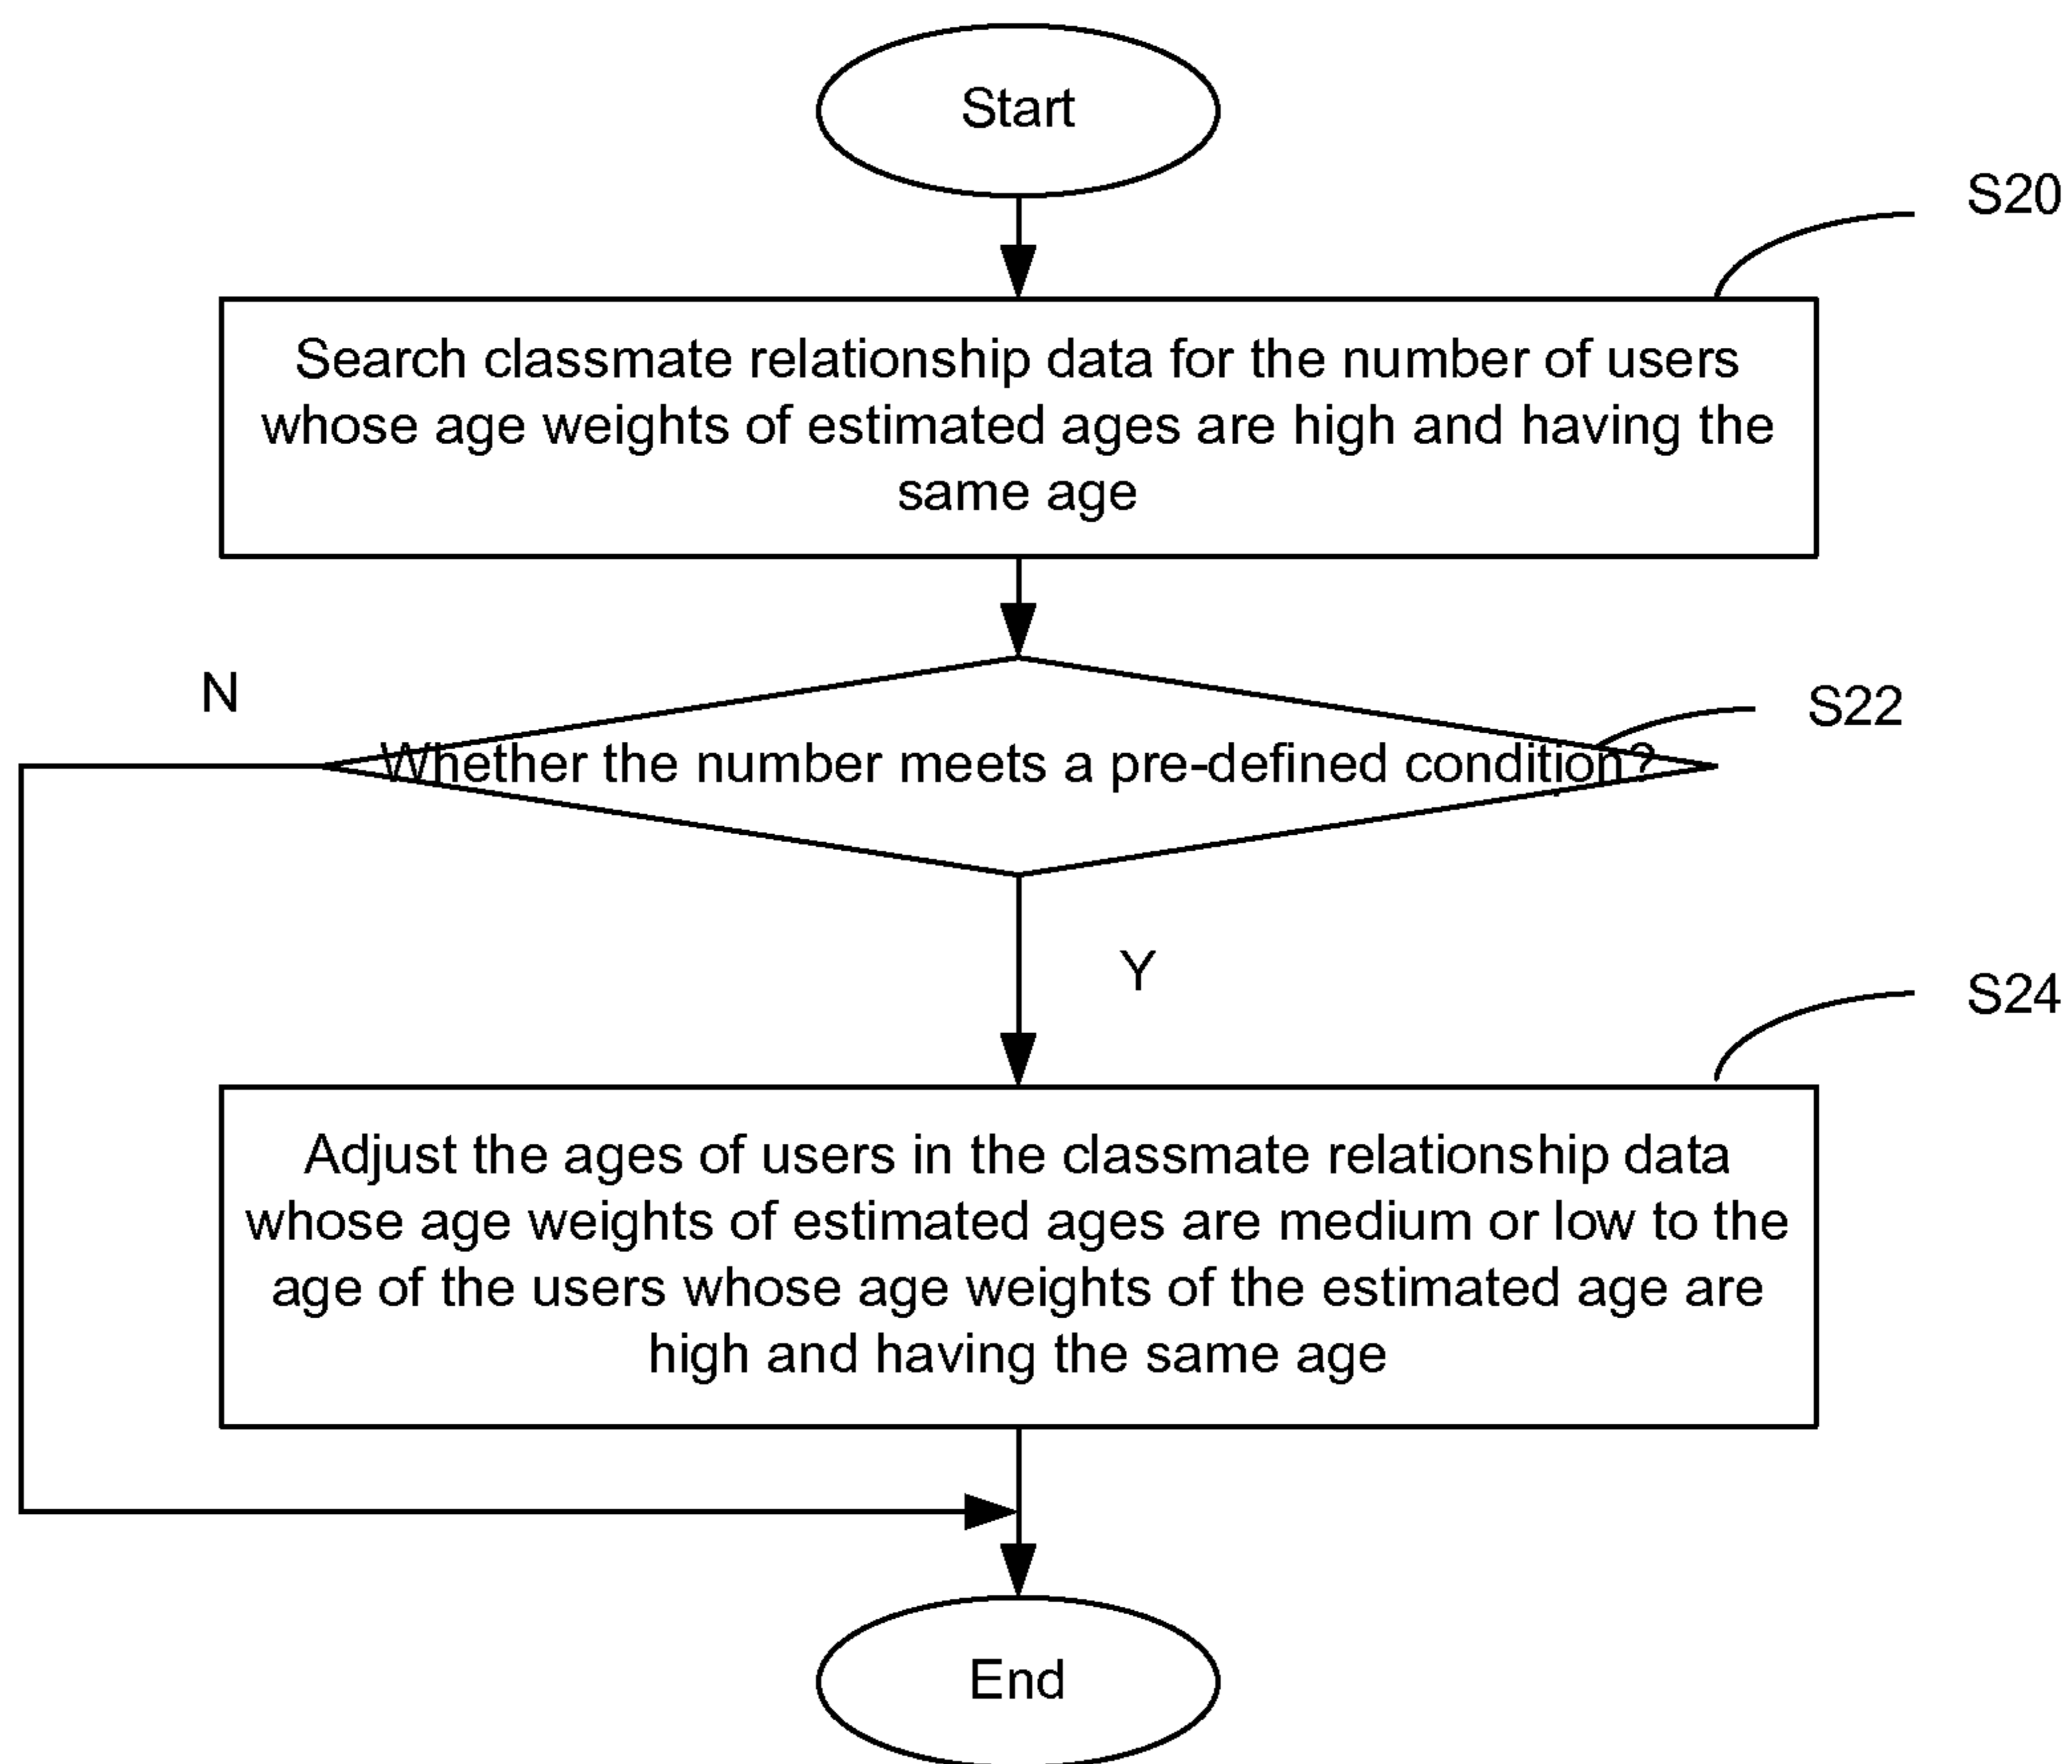 Start
S20
Search classmate relationship data for the number of users
whose age weights of estimated ages are high and having the
same age
N
S22
Whether the number meets a pre-defined condition ?
Y
S24
Adjust the ages of users in the classmate relationship data
whose age weights of estimated ages are medium or low to the
age of the users whose age weights of the estimated age are
high and having the same age
End